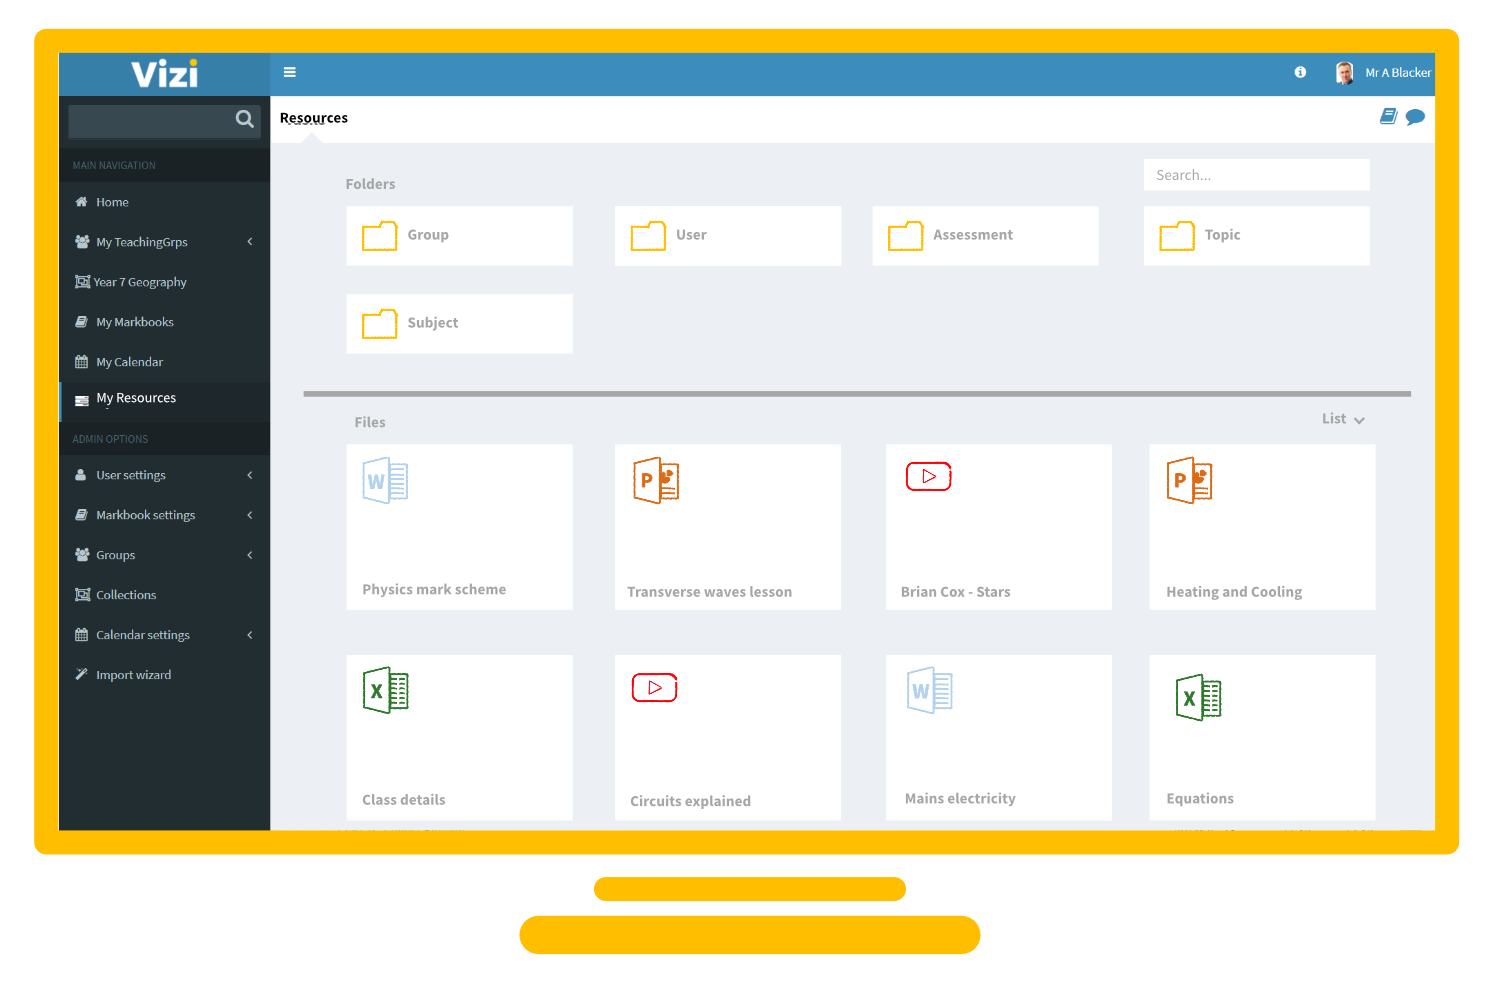 Vizi
Mr A Blacker
Resources
MAIN NAVIGATION
Home
My TeachingGrps
Year 7 Geography
My Markbooks
My Calendar
My Resources
ADMIN OPTIONS
User settings
Markbook settings
Groups
Collections
Calendar settings
Import wizard
Search...
Folders
Group
User
Assessment
Topic
Subject
Files
List
W
P
P
Physics mark scheme
Transverse waves lesson
Brian Cox - Stars
Heating and Cooling
X
W
X
Class details
Circuits explained
Mains electricity
Equations